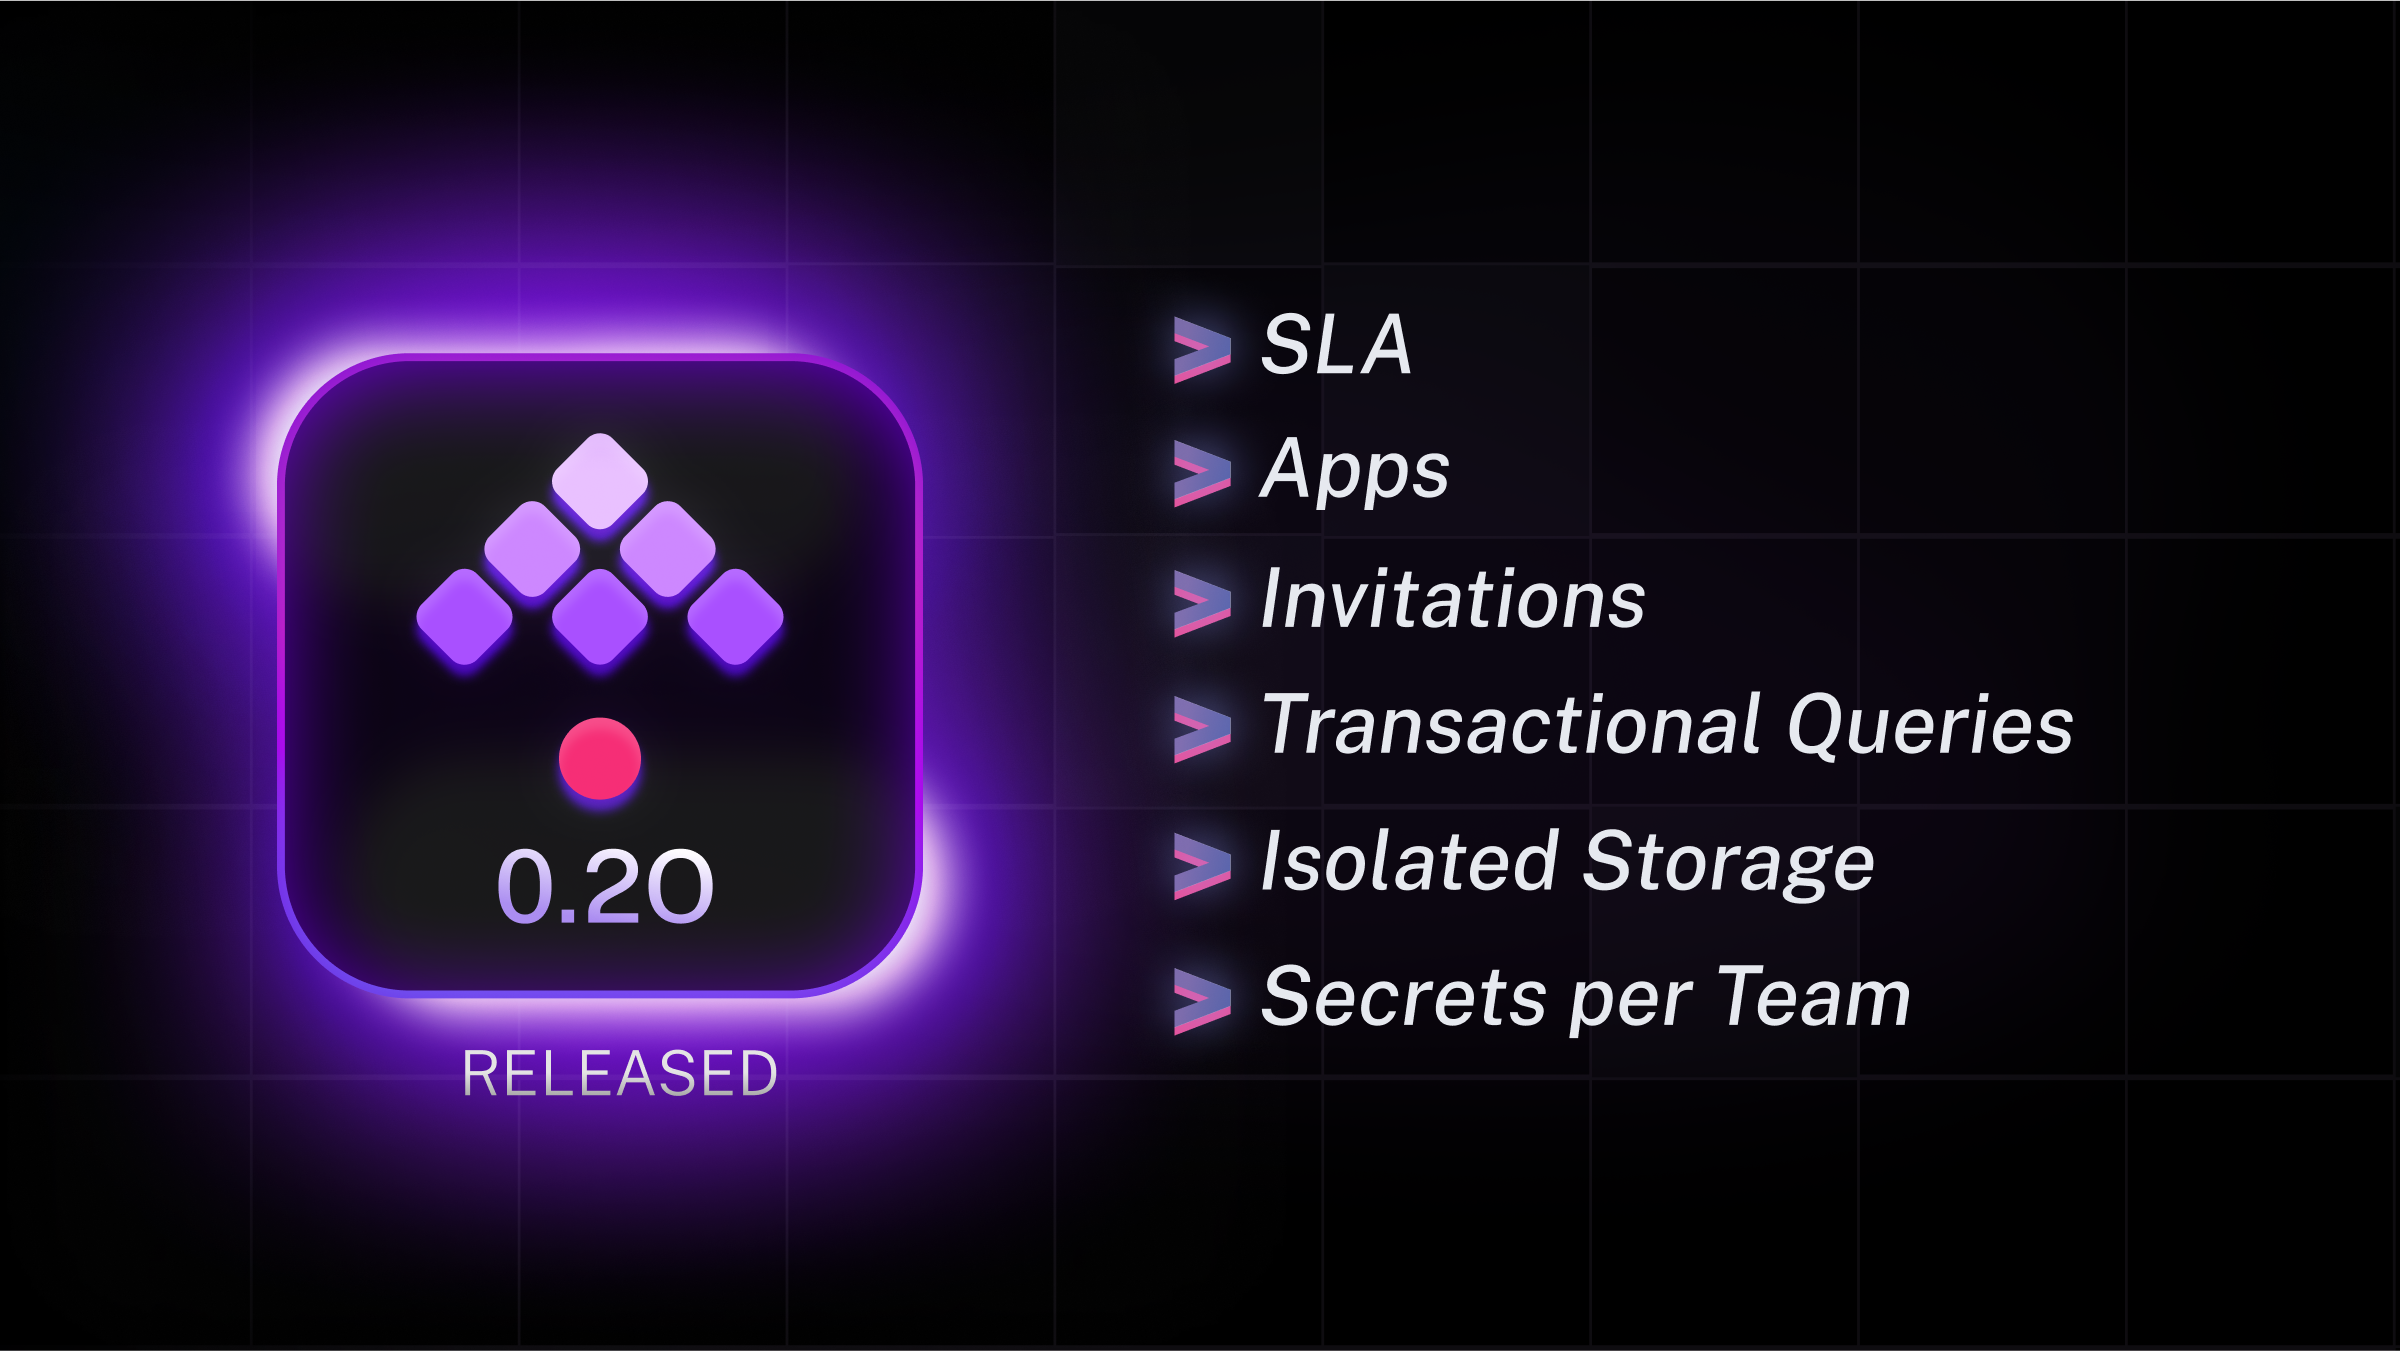 0.20
RELEASED
> SLA
> Apps
> Invitations
> Transactional Queries
> Isolated Storage
> Secrets per Team